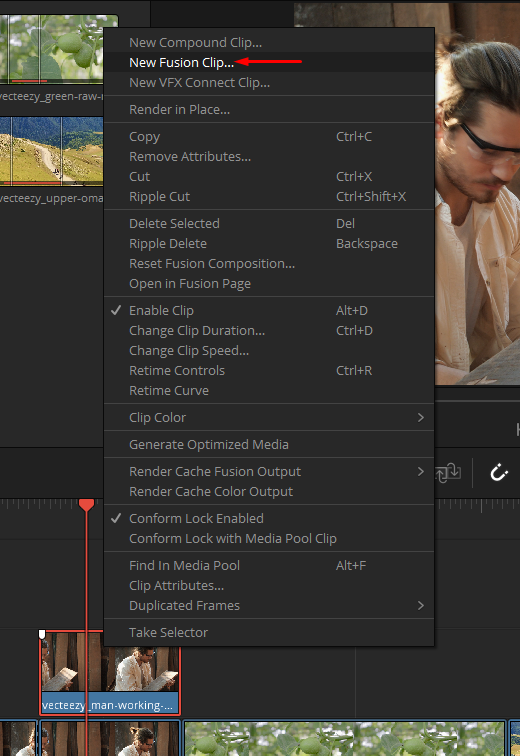 New Compound Clip...
New Fusion Clip...
New VFX Connect Clip...
vecteezy_green-raw-
Render in Place...
Copy Ctrl+C
Remove Attributes...
Cut Ctrl+X
Ripple Cut Ctrl+Shift+X
vecteezy_upper-oma
Delete Selected Del
Ripple Delete Backspace
Reset Fusion Composition...
Open in Fusion Page
Enable Clip Alt+D
Change Clip Duration... Ctrl+D
Change Clip Speed...
Retime Controls Ctrl+R
Retime Curve
Clip Color
Generate Optimized Media
Render Cache Fusion Output
Render Cache Color Output
Conform Lock Enabled
Conform Lock with Media Pool Clip
Find In Media Pool Alt+F
Clip Attributes...
Duplicated Frames
Take Selector
vecteezy_man-working-...